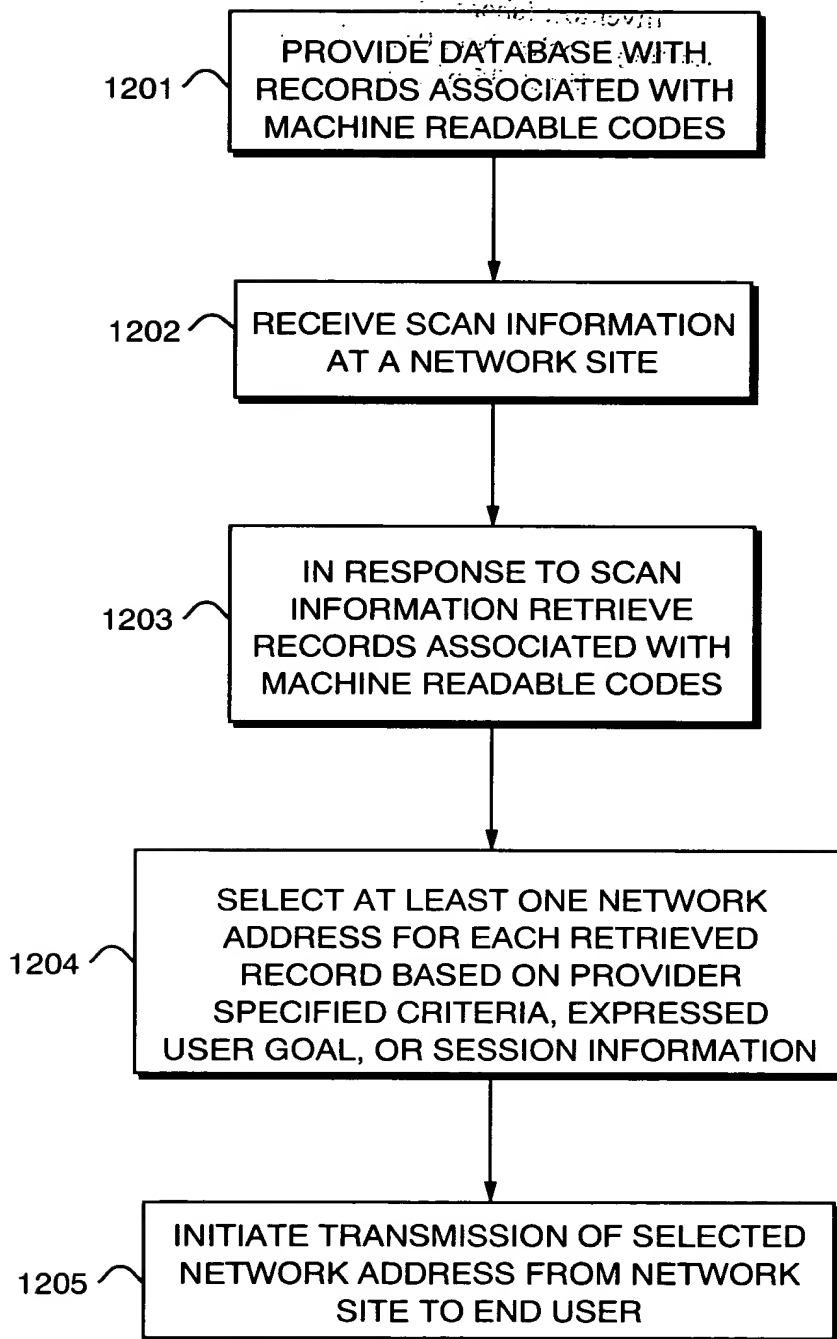 PROVIDE DATABASE WITH
1201
RECORDS ASSOCIATED WITH
MACHINE READABLE CODES
1202
RECEIVE SCAN INFORMATION
AT A NETWORK SITE
IN RESPONSE TO SCAN
1203
INFORMATION RETRIEVE
RECORDS ASSOCIATED WITH
MACHINE READABLE CODES
SELECT AT LEAST ONE NETWORK
1204
ADDRESS FOR EACH RETRIEVED
RECORD BASED ON PROVIDER
SPECIFIED CRITERIA, EXPRESSED
USER GOAL, OR SESSION INFORMATION
INITIATE TRANSMISSION OF SELECTED
1205
NETWORK ADDRESS FROM NETWORK
SITE TO END USER